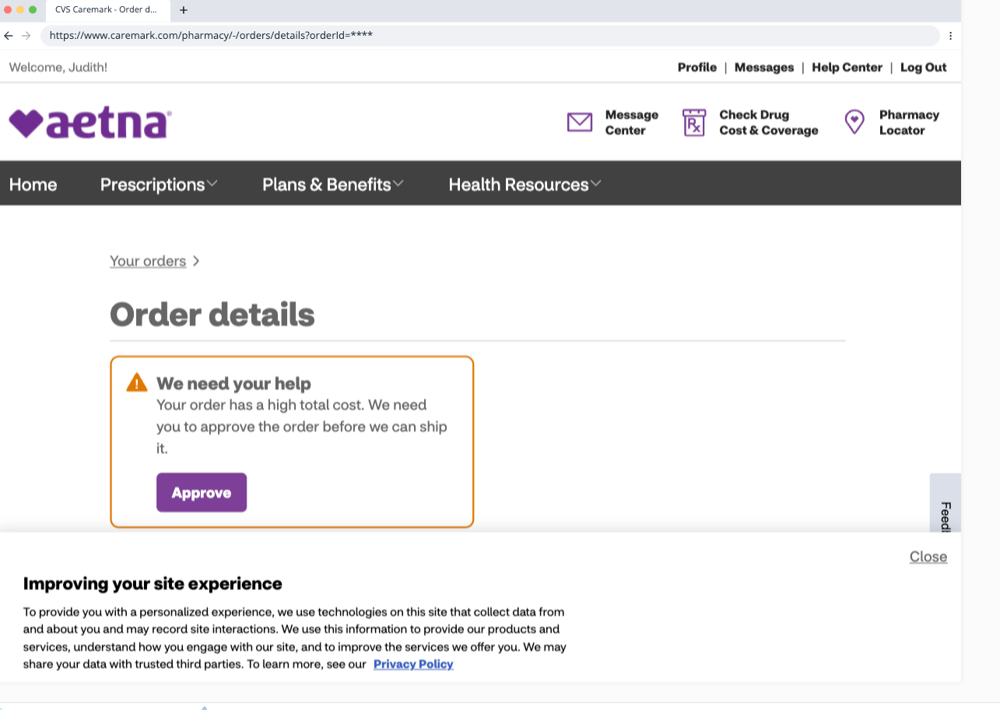 CVS Caremark - Order d...
https://www.caremark.com/pharmacy/-/orders/details?orderId=****
Welcome, Judith!
Profile | Messages | Help Center | Log Out
aetna®
Message
Center
Check Drug
Cost & Coverage
Pharmacy
Locator
Home Prescriptions Plans & Benefits Health Resources
Your orders
Order details
We need your help
Your order has a high total cost. We need
you to approve the order before we can ship
it.
Approve
Close
Improving your site experience
To provide you with a personalized experience, we use technologies on this site that collect data from
and about you and may record site interactions. We use this information to provide our products and
services, understand how you engage with our site, and to improve the services we offer you. We may
share your data with trusted third parties. To learn more, see our Privacy Policy